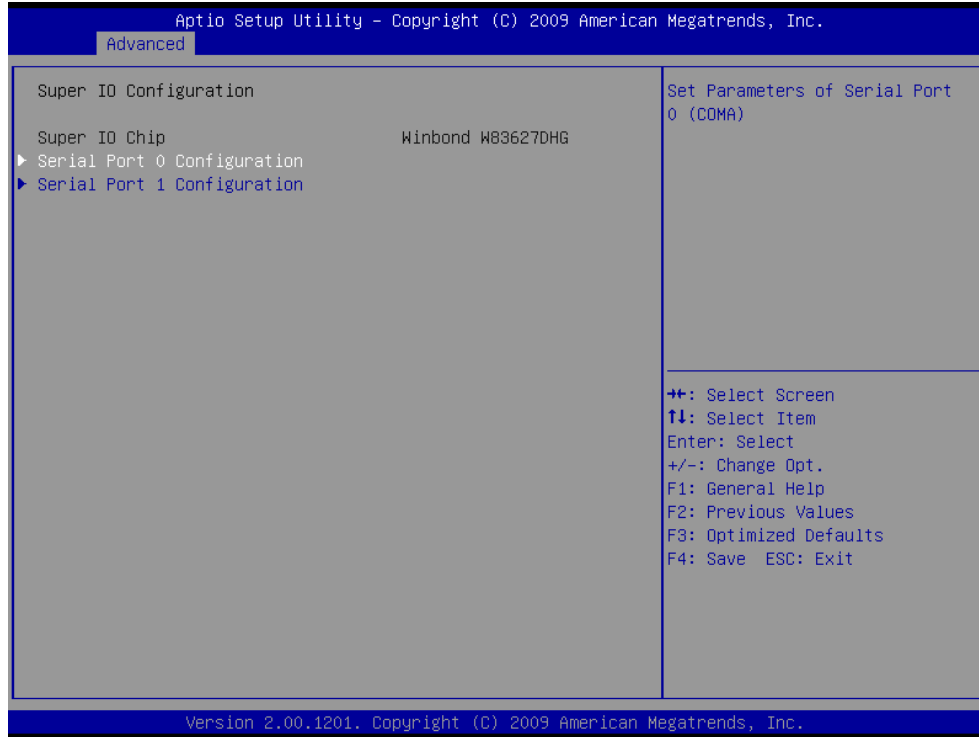 Aptio Setup Utility – Copyright (C) 2009 American Megatrends, Inc.
Advanced
Super IO Configuration
Super IO Chip Winbond W83627DHG
► Serial Port 0 Configuration
► Serial Port 1 Configuration
Set Parameters of Serial Port
0 (COMA)
→←: Select Screen
↑↓: Select Item
Enter: Select
+/-: Change Opt.
F1: General Help
F2: Previous Values
F3: Optimized Defaults
F4: Save ESC: Exit
Version 2.00.1201. Copyright (C) 2009 American Megatrends, Inc.